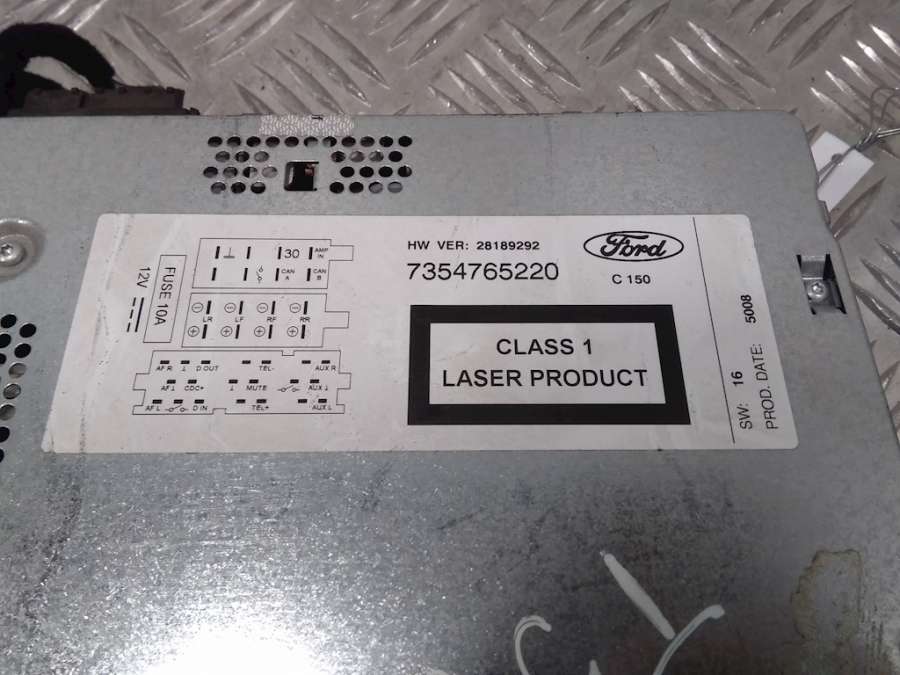 30 AMP IN
CAN A CAN B
LR LF RF RR
AF R ⊥ D OUT TEL- AUX R
AF⊥ CDC+ ⊥ MUTE AUX ⊥
AF L D IN TEL+ AUX L
FUSE 10A
12V
HW VER: 28189292
7354765220
Ford
C 150
CLASS 1
LASER PRODUCT
SW: 16
PROD. DATE: 5008